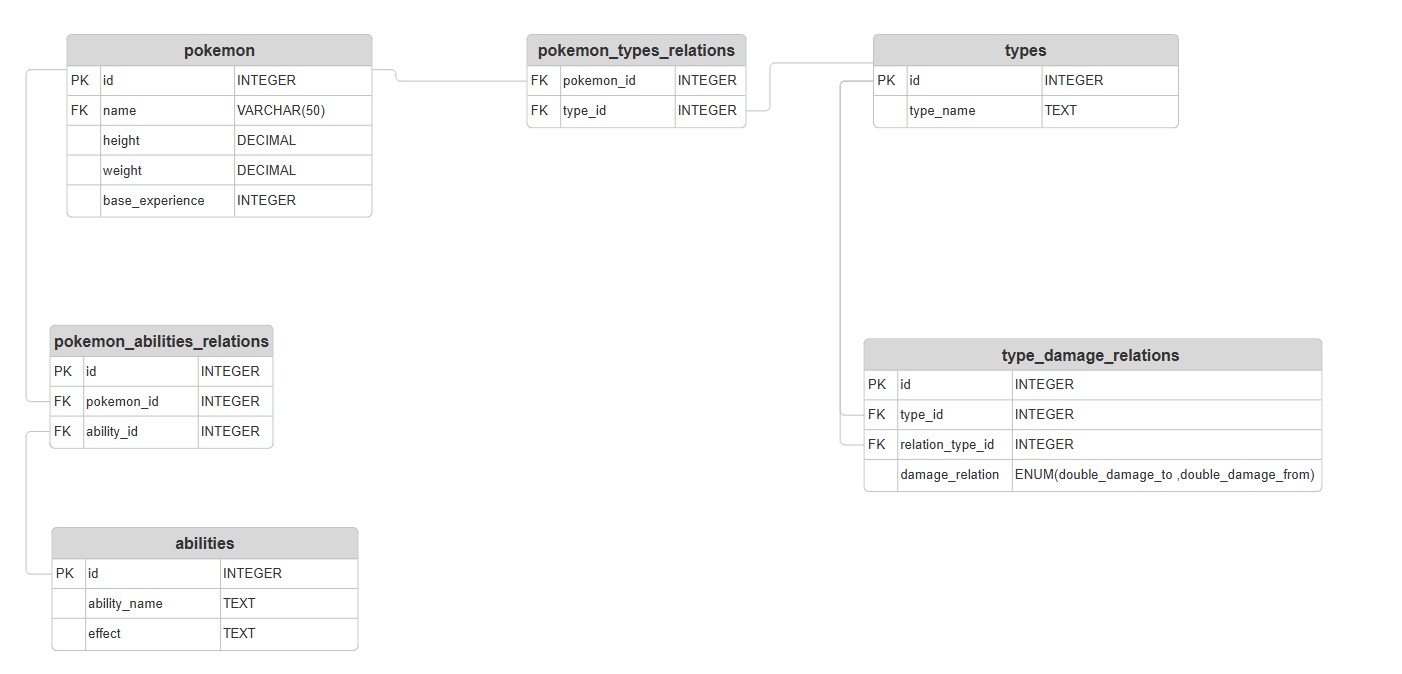 pokemon
PK id INTEGER
FK name VARCHAR(50)
height DECIMAL
weight DECIMAL
base_experience INTEGER
pokemon_types_relations
FK pokemon_id INTEGER
FK type_id INTEGER
types
PK id INTEGER
type_name TEXT
pokemon_abilities_relations
PK id INTEGER
FK pokemon_id INTEGER
FK ability_id INTEGER
type_damage_relations
PK id INTEGER
FK type_id INTEGER
FK relation_type_id INTEGER
damage_relation ENUM(double_damage_to ,double_damage_from)
abilities
PK id INTEGER
ability_name TEXT
effect TEXT